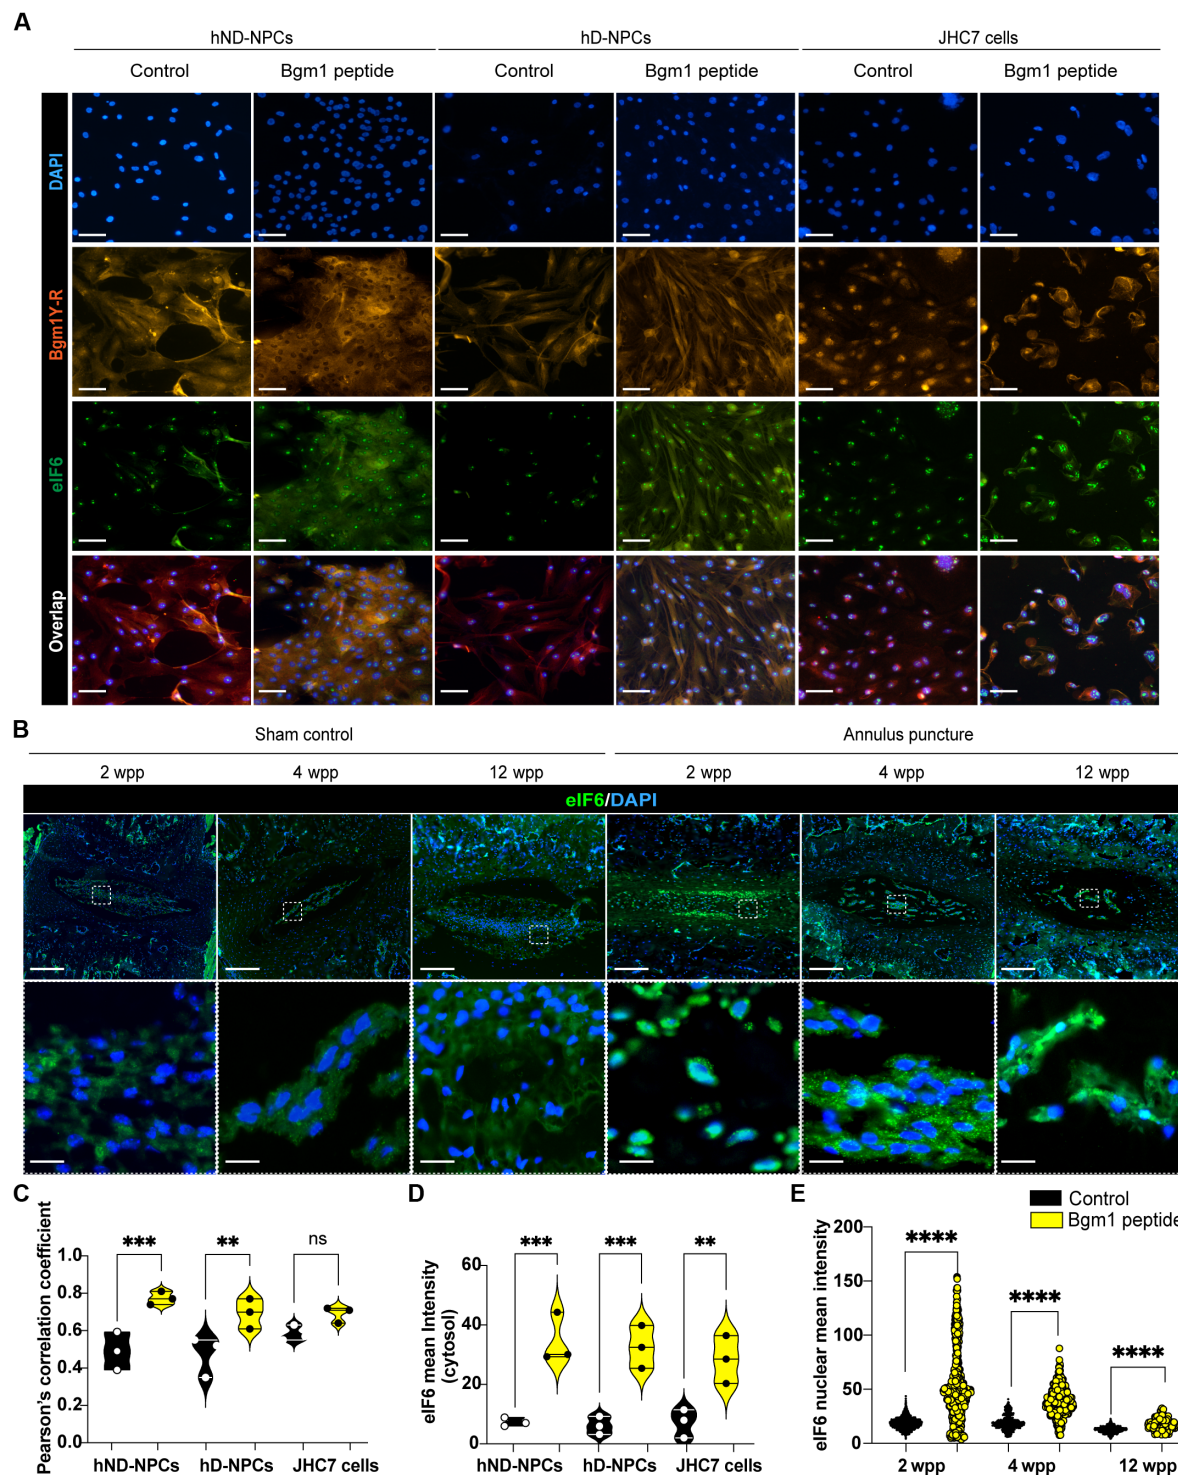 A
hND-NPCs hD-NPCs JHC7 cells
Control Bgm1 peptide Control Bgm1 peptide Control Bgm1 peptide
DAPI
Bgm1Y-R
eIF6
Overlap
B
Sham control Annulus puncture
2 wpp 4 wpp 12 wpp 2 wpp 4 wpp 12 wpp
eIF6/DAPI
C
Pearson's correlation coefficient
1.0
0.8
0.6
0.4
0.2
0.0
*** ** ns
hND-NPCs hD-NPCs JHC7 cells
D
eIF6 mean Intensity
(cytosol)
60
40
20
0
*** *** **
hND-NPCs hD-NPCs JHC7 cells
E
Control
Bgm1 peptide
eIF6 nuclear mean intensity
200
150
100
50
0
**** **** ****
2 wpp 4 wpp 12 wpp